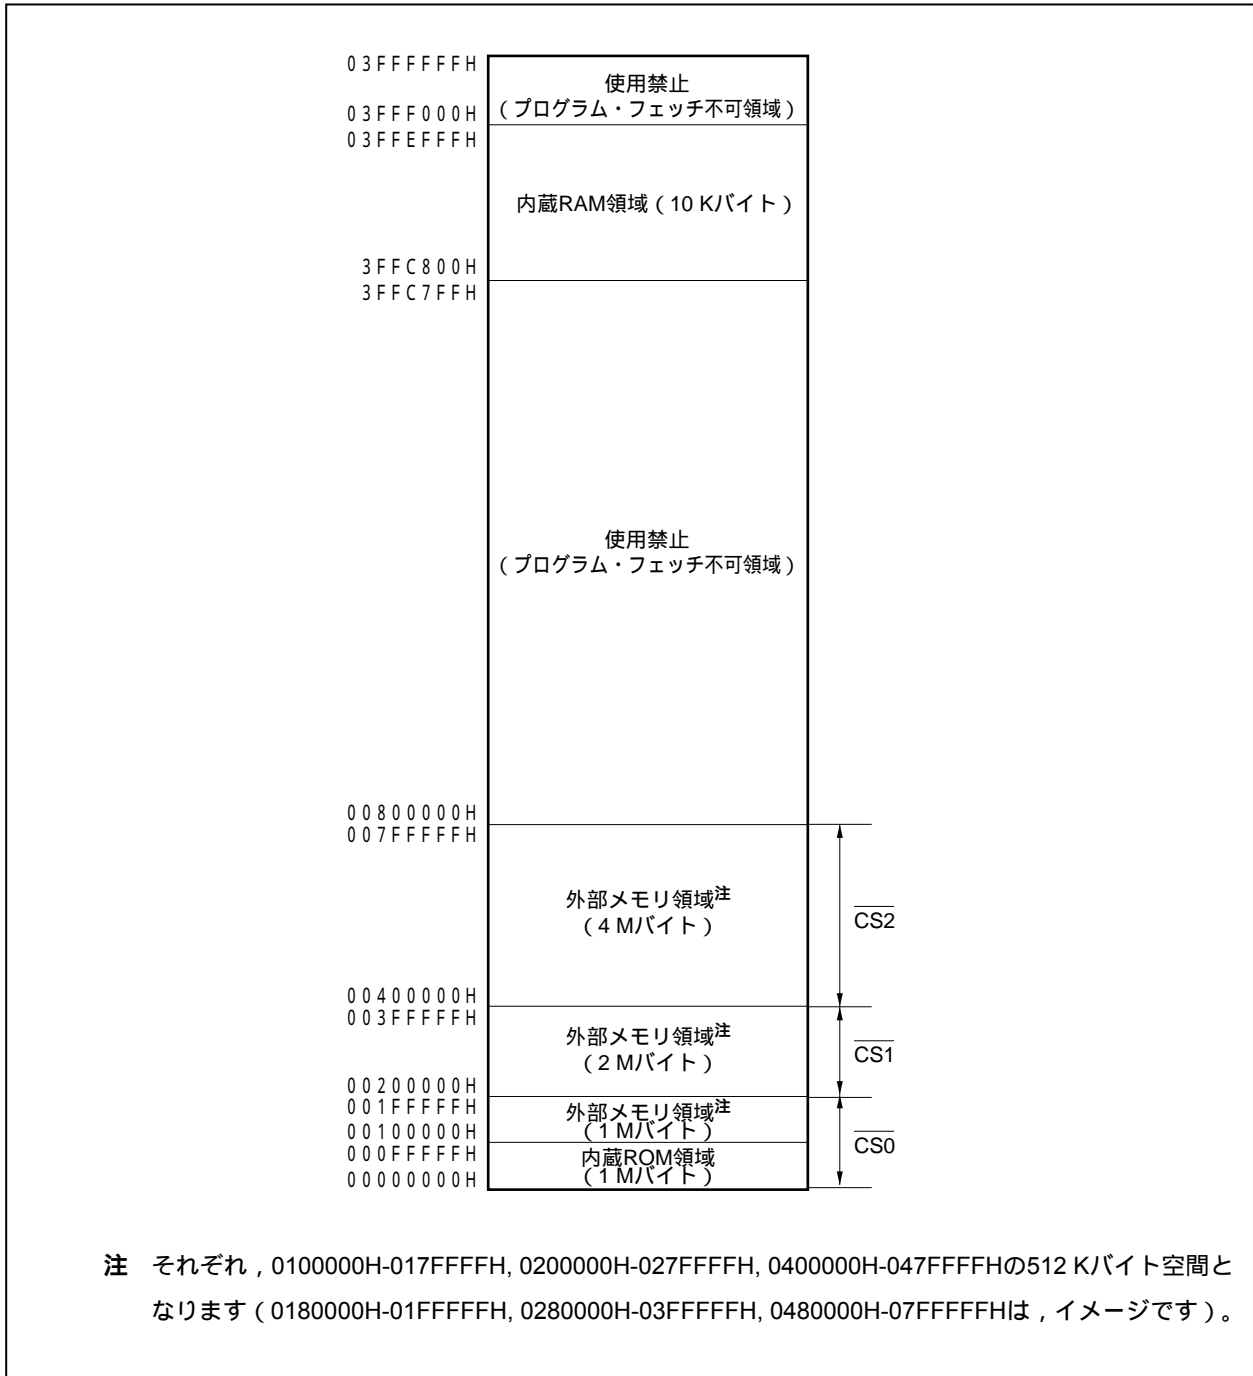 03FFFFFFH
使用禁止
（プログラム・フェッチ不可領域）
03FFF000H
03FFEFFFH
内蔵RAM領域（10 Kバイト）
3FFC800H
3FFC7FFH
使用禁止
（プログラム・フェッチ不可領域）
00800000H
007FFFFFH
外部メモリ領域注
（4 Mバイト）
CS2
00400000H
003FFFFFH
外部メモリ領域注
（2 Mバイト）
CS1
00200000H
001FFFFFH
外部メモリ領域注
（1 Mバイト）
00100000H
CS0
000FFFFFH
内蔵ROM領域
（1 Mバイト）
00000000H
注 それぞれ，0100000H-017FFFFH, 0200000H-027FFFFH, 0400000H-047FFFFHの512 Kバイト空間と
なります（0180000H-01FFFFFH, 0280000H-03FFFFFH, 0480000H-07FFFFFHは，イメージです）。